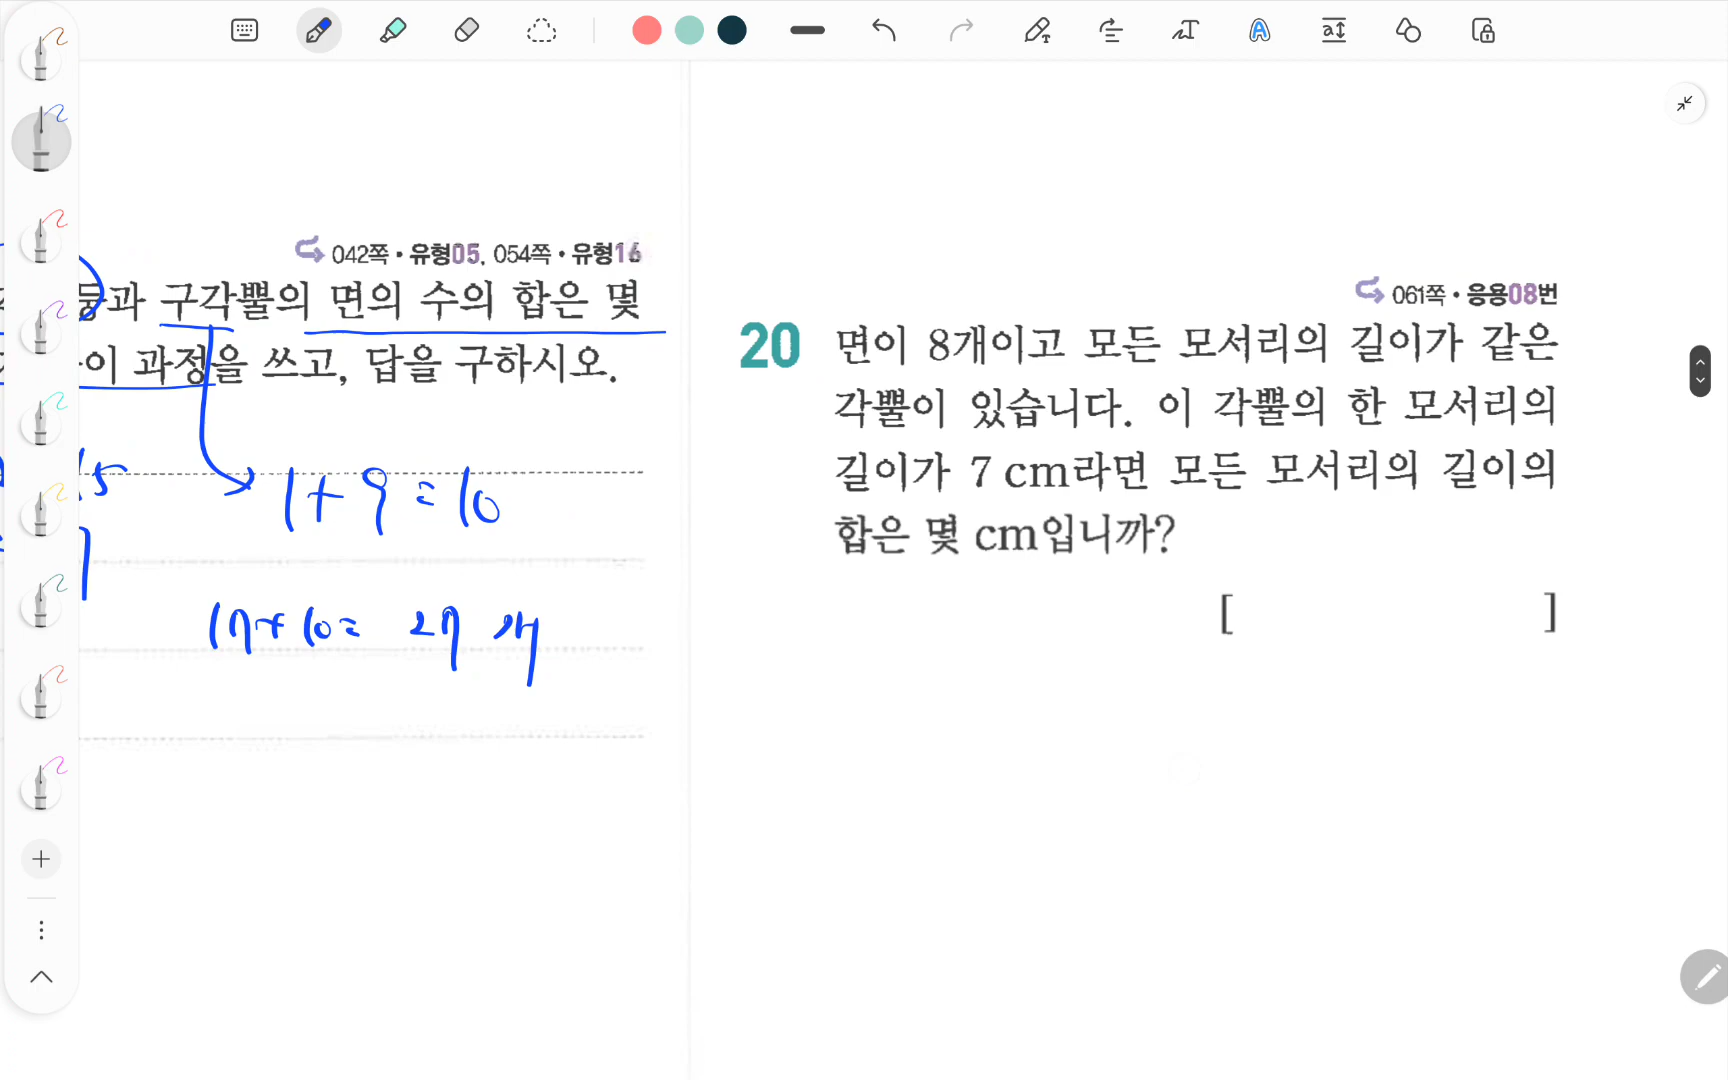 042쪽 • 유형05, 054쪽 • 유형16
과 구각뿔의 면의 수의 합은 몇
이 과정을 쓰고, 답을 구하시오.
15
1+9=10
17+10= 27 개
061쪽 • 응용08번
20 면이 8개이고 모든 모서리의 길이가 같은
각뿔이 있습니다. 이 각뿔의 한 모서리의
길이가 7 cm라면 모든 모서리의 길이의
합은 몇 cm입니까?
[ ]